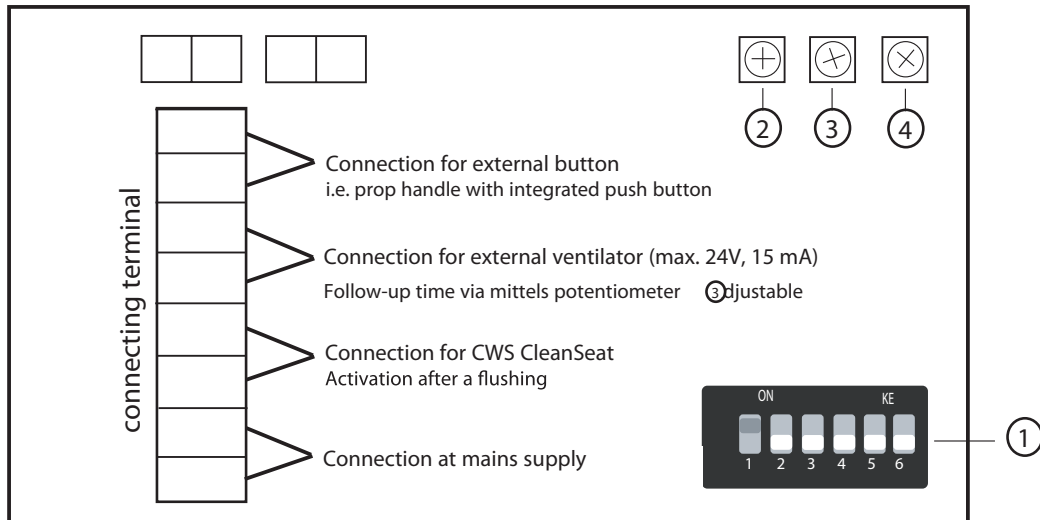 2 3 4
connecting terminal
Connection for external button
i.e. prop handle with integrated push button
Connection for external ventilator (max. 24V, 15 mA)
Follow-up time via mittels potentiometer 3djustable
Connection for CWS CleanSeat
Activation after a flushing
Connection at mains supply
ON KE
1 2 3 4 5 6
1